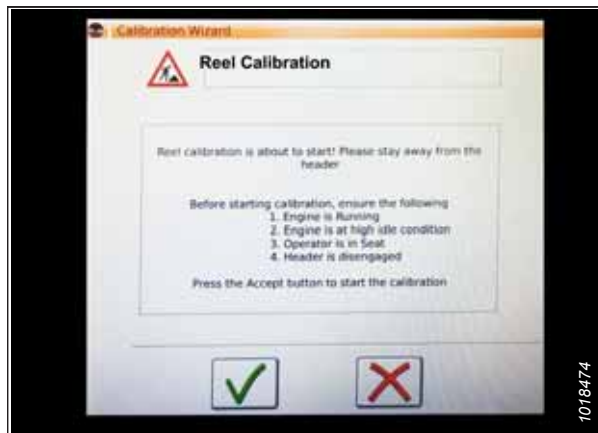 Calibration Wizard
Reel Calibration
Reel calibration is about to start! Please stay away from the
header
Before starting calibration, ensure the following
1. Engine is Running
2. Engine is at high idle condition
3. Operator is in Seat
4. Header is disengaged
Press the Accept button to start the calibration
1018474